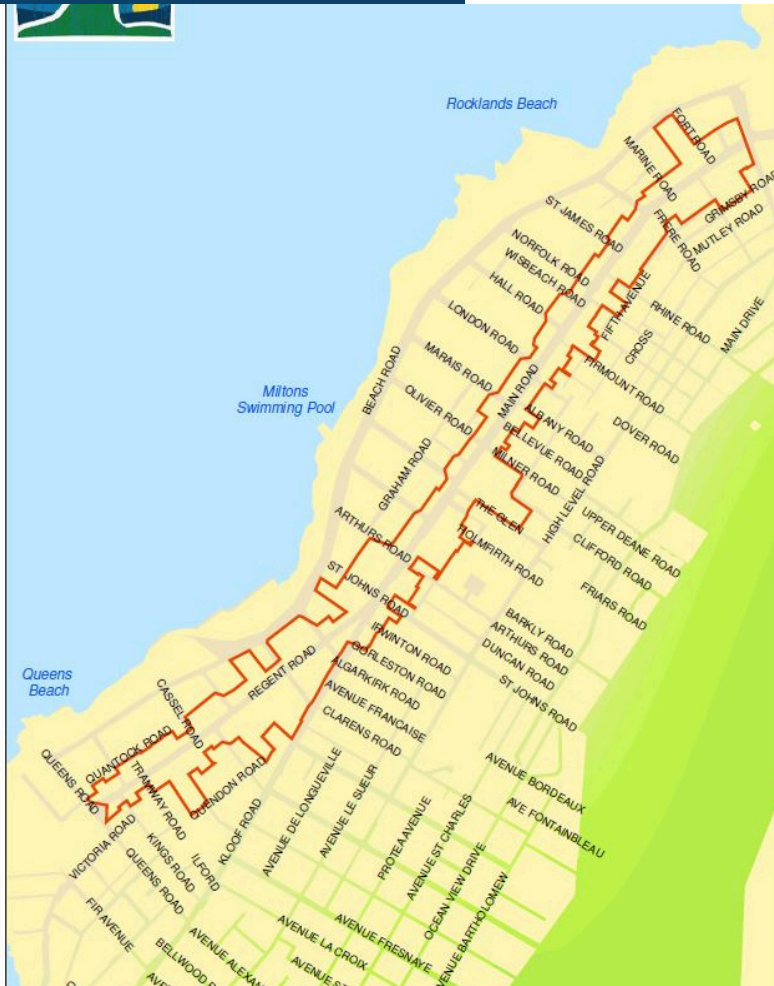 Rocklands Beach
FORT ROAD
MARINE ROAD
GRIMSBY ROAD
MUTLEY ROAD
FRERE ROAD
ST JAMES ROAD
NORFOLK ROAD
WISBEACH ROAD
HALL ROAD
FIFTH AVENUE
RHINE ROAD
MAIN DRIVE
LONDON ROAD
CROSS
MARAIS ROAD
BEACH ROAD
MAIN ROAD
FIRMOUNT ROAD
Miltons
Swimming Pool
OLIVIER ROAD
ALBANY ROAD
DOVER ROAD
BELLEVUE ROAD
GRAHAM ROAD
MILNER ROAD
HIGH LEVEL ROAD
ARTHURS ROAD
THE GLEN
UPPER DEANE ROAD
HOLMFIRTH ROAD
CLIFFORD ROAD
ST JOHNS ROAD
FRIARS ROAD
IRWINTON ROAD
BARKLY ROAD
GORLESTON ROAD
ARTHURS ROAD
ALGARKIRK ROAD
DUNCAN ROAD
REGENT ROAD
Queens
Beach
AVENUE FRANCAISE
ST JOHNS ROAD
CASSEL ROAD
CLARENS ROAD
QUANTOCK ROAD
QUEENS ROAD
TRAMWAY ROAD
QUENDON ROAD
AVENUE DE LONGUEVILLE
AVENUE LE SUEUR
AVENUE BORDEAUX
AVE FONTAINBLEAU
VICTORIA ROAD
KINGS ROAD
ILFORD
KLOOF ROAD
PROTEA AVENUE
AVENUE ST CHARLES
QUEENS ROAD
OCEAN VIEW DRIVE
FIR AVENUE
AVENUE BARTHOLOMEW
BELLWOOD
AVENUE ALEXAN
AVENUE LA CROIX
AVENUE FRESNAYE